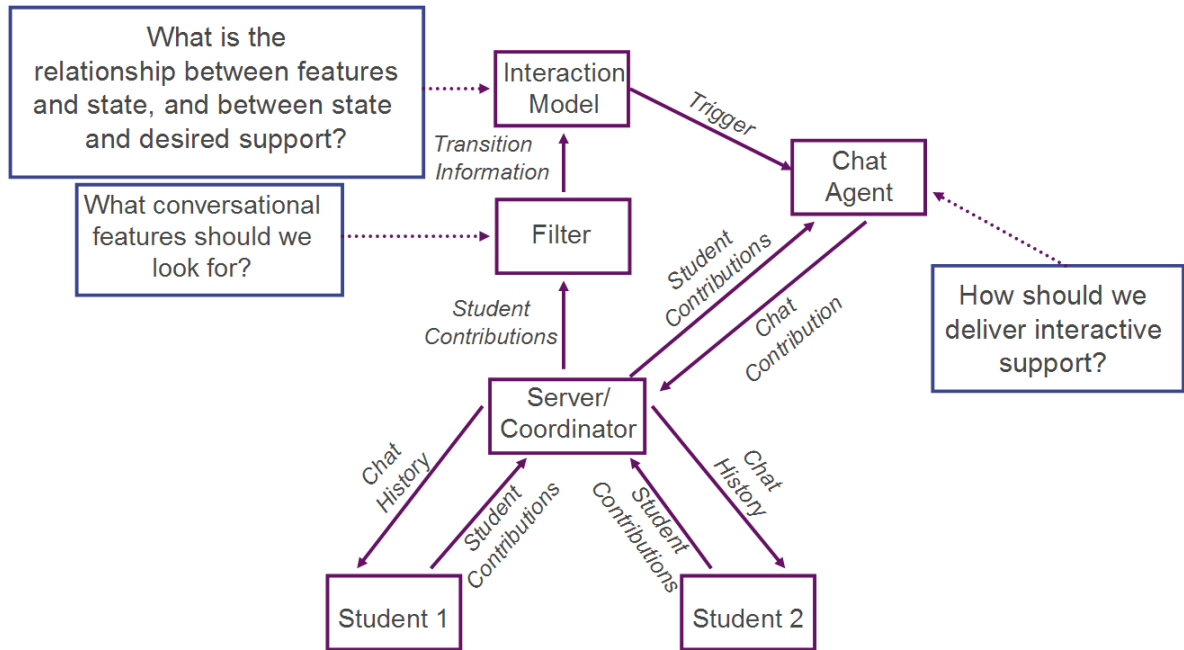 What is the
relationship between features
and state, and between state
and desired support?
Interaction
Model
Trigger
Transition
Information
Chat
Agent
What conversational
features should we
look for?
Filter
Student
Contributions
Student
Contributions
Chat
Contribution
How should we
deliver interactive
support?
Server/
Coordinator
Chat
History
Student
Contributions
Student
Contributions
Chat
History
Student 1
Student 2